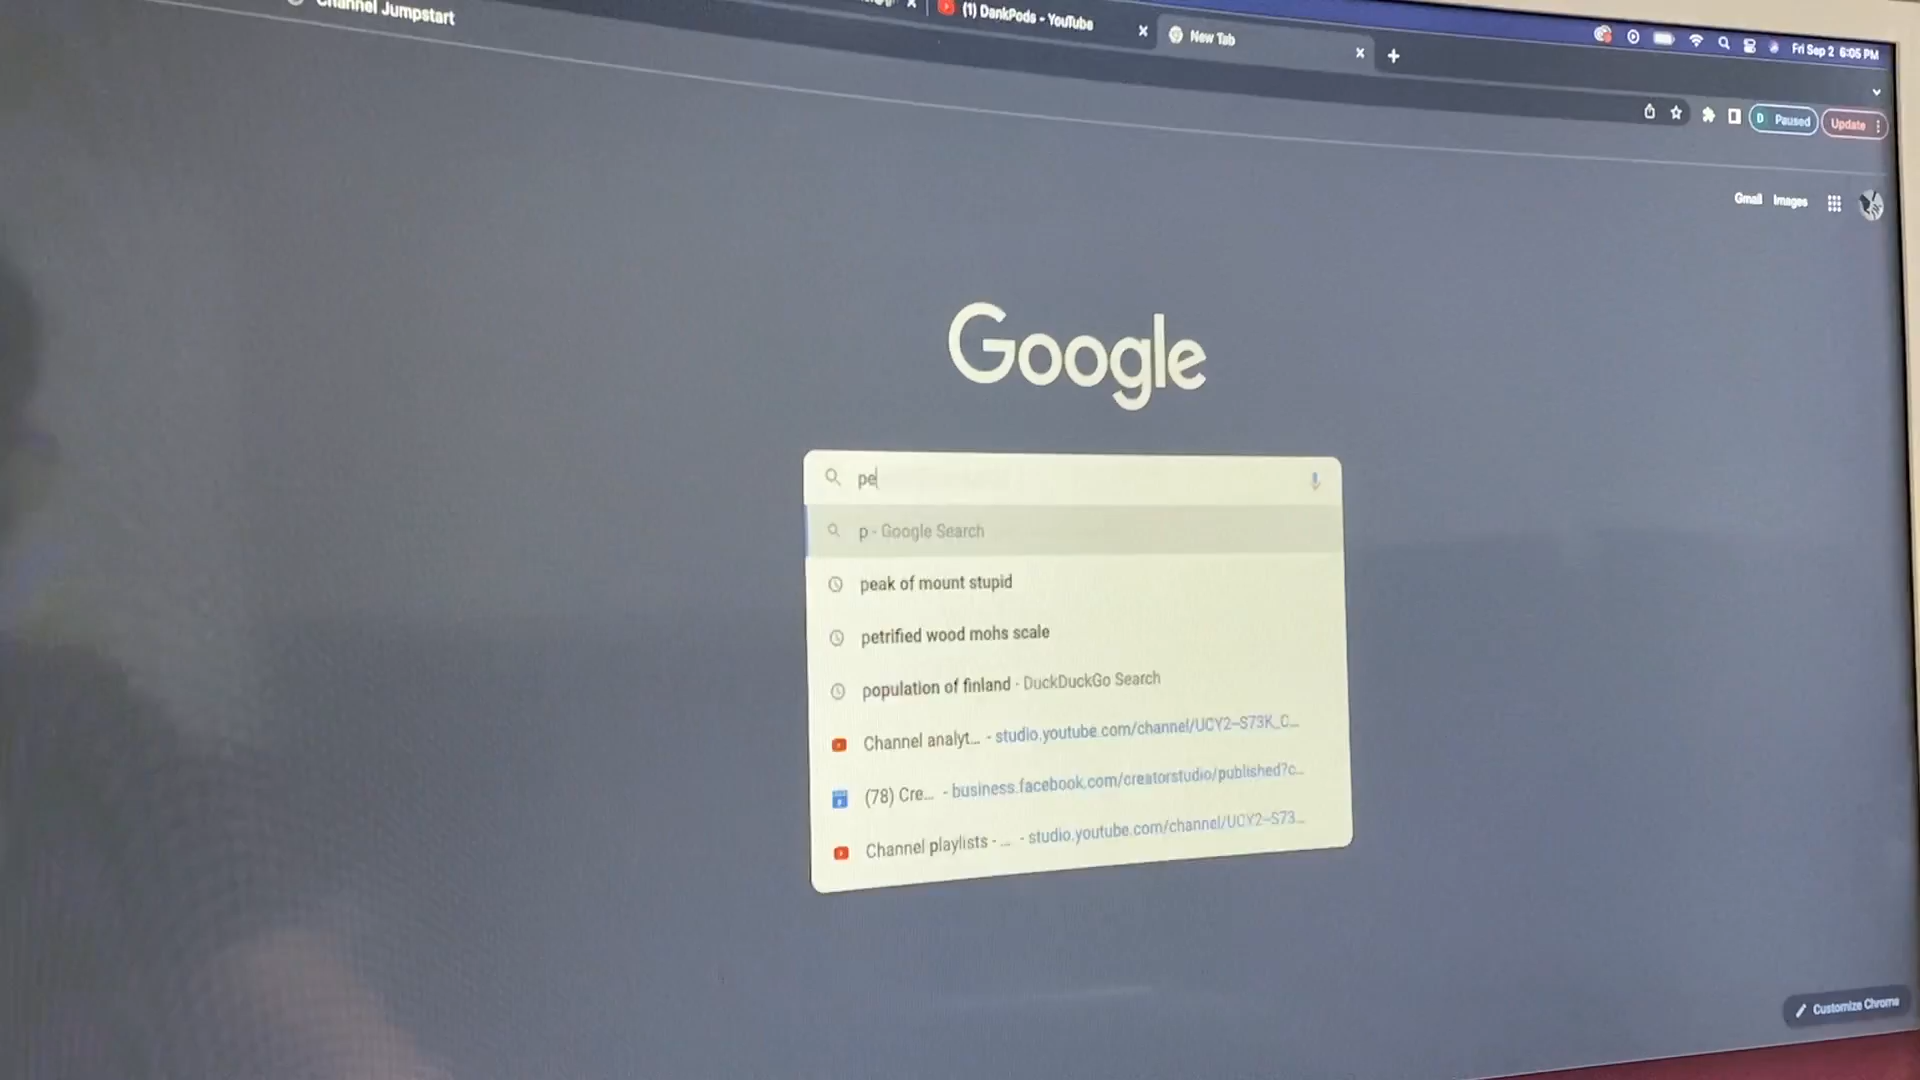 Channel Jumpstart
(1) DankPods - YouTube
New Tab
Fri Sep 2 6:05 PM
D Paused
Update
Gmail Images
Google
pe
p - Google Search
peak of mount stupid
petrified wood mohs scale
population of finland - DuckDuckGo Search
Channel analyt... - studio.youtube.com/channel/UCY2–S73K_C...
(78) Cre... - business.facebook.com/creatorstudio/published?c...
Channel playlists - ... - studio.youtube.com/channel/UCY2–S73...
Customize Chrome